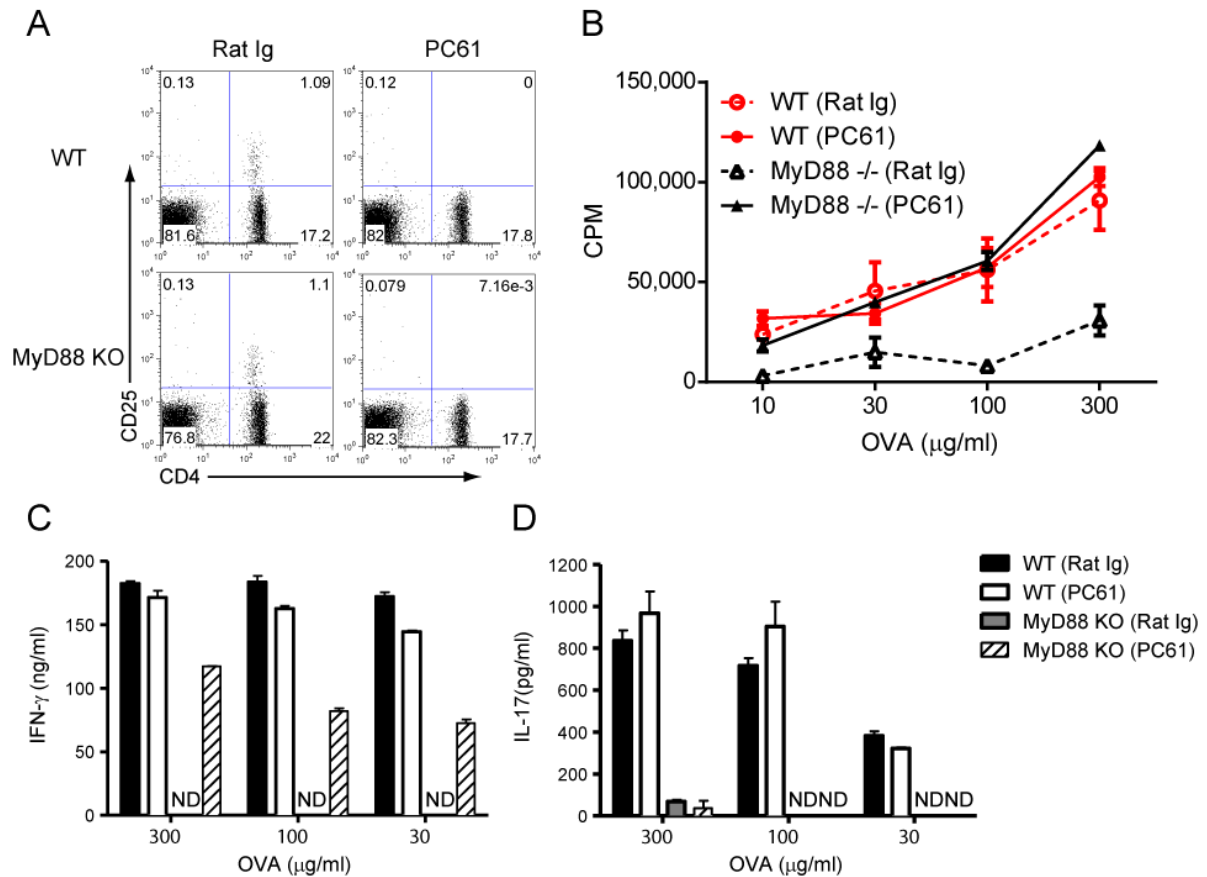 A
Rat Ig
PC61
WT
MyD88 KO
0.13
1.09
81.6
17.2
0.12
0
82
17.8
0.13
1.1
76.8
22
0.079
7.16e-3
82.3
17.7
10⁰ 10¹ 10² 10³ 10⁴
CD25
CD4
B
WT (Rat Ig)
WT (PC61)
MyD88 -/- (Rat Ig)
MyD88 -/- (PC61)
CPM
150,000
100,000
50,000
0
10 30 100 300
OVA (μg/ml)
C
IFN-γ (ng/ml)
200
150
100
50
0
ND ND ND
300 100 30
OVA (μg/ml)
D
IL-17(pg/ml)
1200
1000
800
600
400
200
0
NDND NDND
300 100 30
OVA (μg/ml)
WT (Rat Ig)
WT (PC61)
MyD88 KO (Rat Ig)
MyD88 KO (PC61)